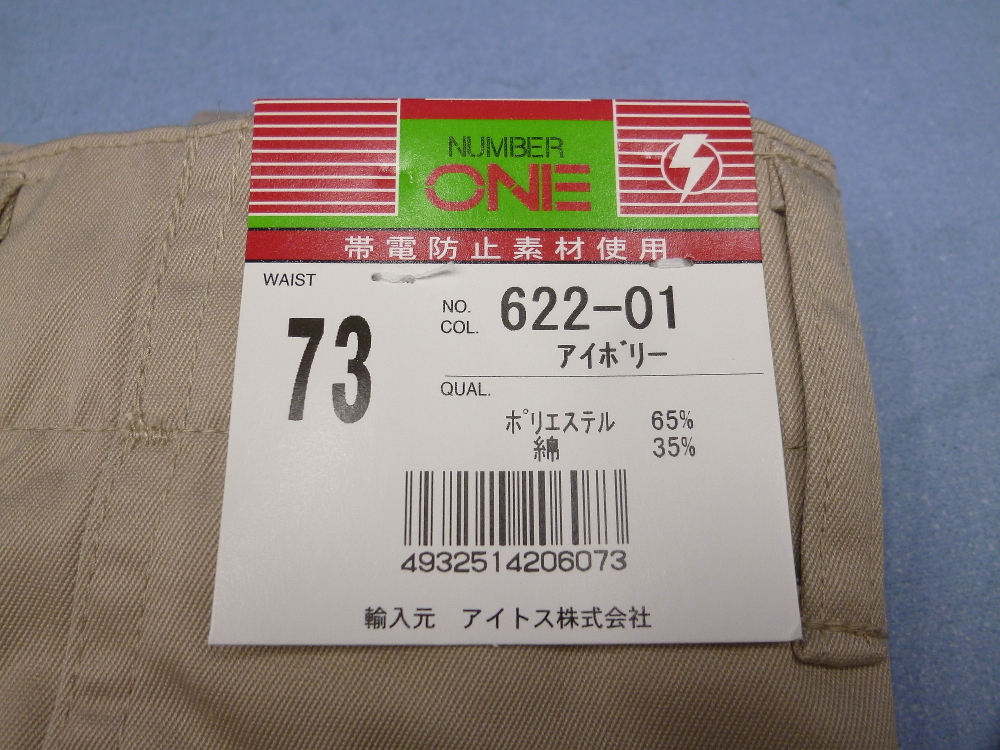 NUMBER
ONE
帯電防止素材使用
WAIST
73
NO. 622-01
COL.
アイボリー
QUAL.
ポリエステル 65%
綿 35%
4932514206073
輸入元 アイトス株式会社